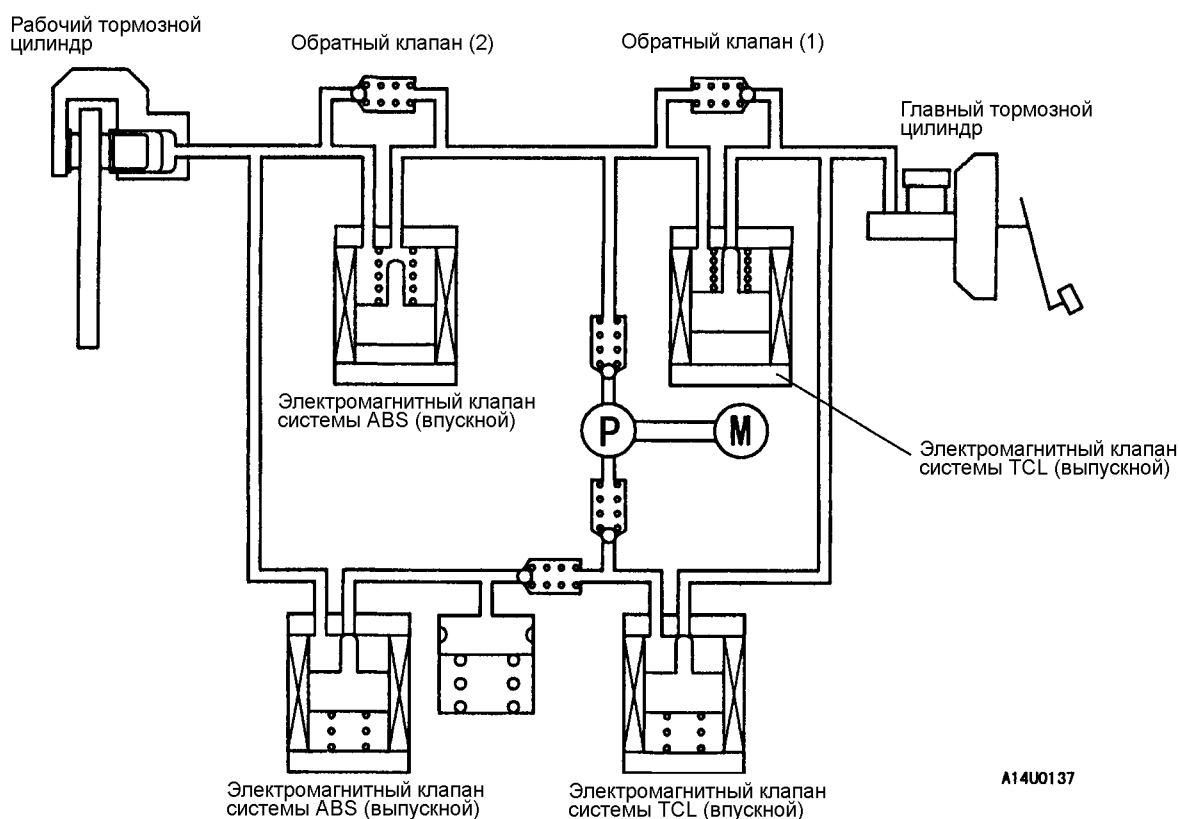 Рабочий тормозной
цилиндр
Обратный клапан (2)
Обратный клапан (1)
Главный тормозной
цилиндр
Электромагнитный клапан
системы ABS (впускной)
P
M
Электромагнитный клапан
системы TCL (выпускной)
Электромагнитный клапан
системы ABS (выпускной)
Электромагнитный клапан
системы TCL (впускной)
A14U0137